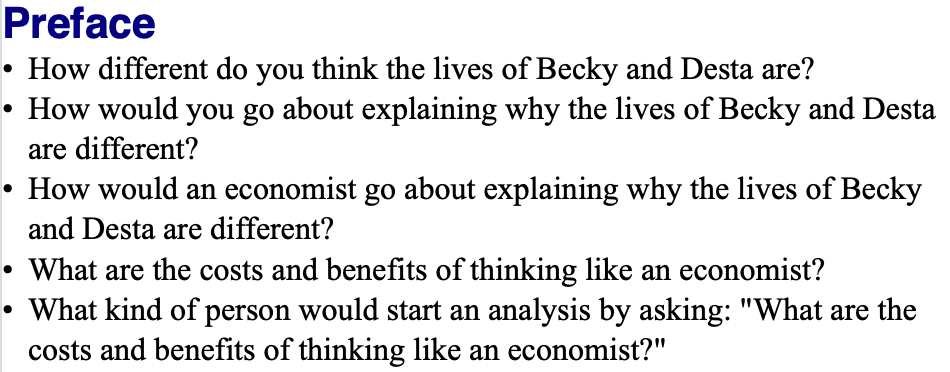 Preface
• How different do you think the lives of Becky and Desta are?
• How would you go about explaining why the lives of Becky and Desta
are different?
• How would an economist go about explaining why the lives of Becky
and Desta are different?
• What are the costs and benefits of thinking like an economist?
• What kind of person would start an analysis by asking: "What are the
costs and benefits of thinking like an economist?"